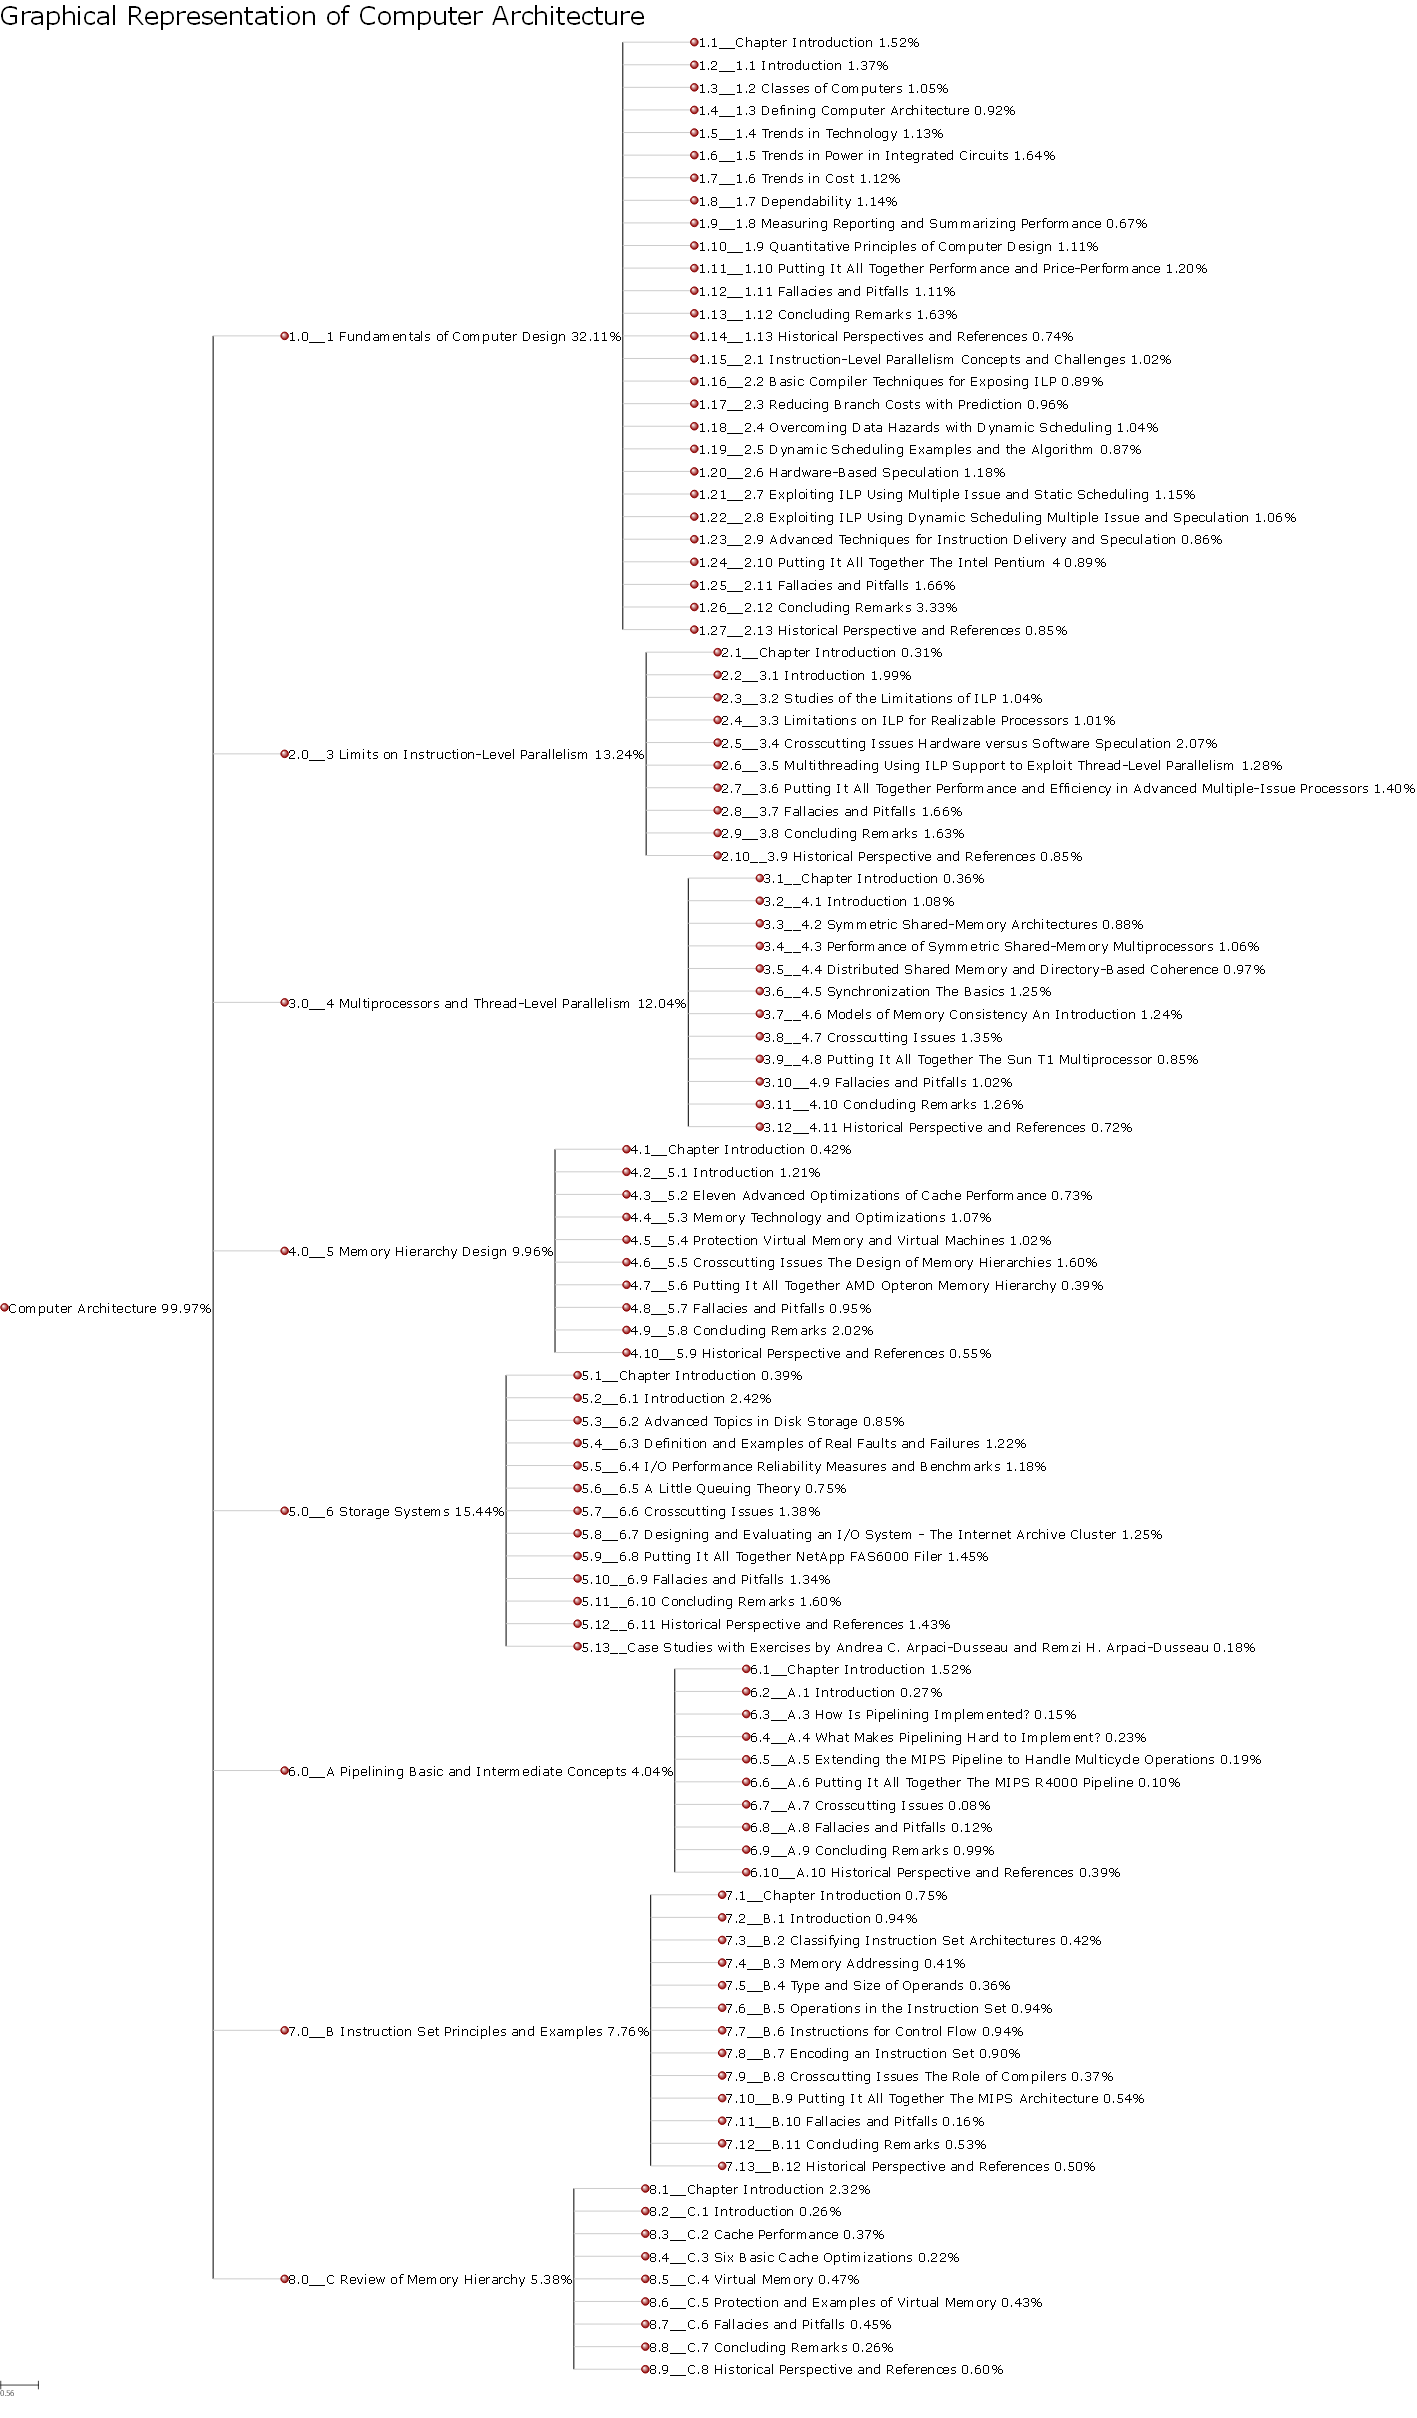 Graphical Representation of Computer Architecture
1.1__Chapter Introduction 1.52%
1.2__1.1 Introduction 1.37%
1.3__1.2 Classes of Computers 1.05%
1.4__1.3 Defining Computer Architecture 0.92%
1.5__1.4 Trends in Technology 1.13%
1.6__1.5 Trends in Power in Integrated Circuits 1.64%
1.7__1.6 Trends in Cost 1.12%
1.8__1.7 Dependability 1.14%
1.9__1.8 Measuring Reporting and Summarizing Performance 0.67%
1.10__1.9 Quantitative Principles of Computer Design 1.11%
1.11__1.10 Putting It All Together Performance and Price-Performance 1.20%
1.12__1.11 Fallacies and Pitfalls 1.11%
1.13__1.12 Concluding Remarks 1.63%
1.0__1 Fundamentals of Computer Design 32.11%
1.14__1.13 Historical Perspectives and References 0.74%
1.15__2.1 Instruction-Level Parallelism Concepts and Challenges 1.02%
1.16__2.2 Basic Compiler Techniques for Exposing ILP 0.89%
1.17__2.3 Reducing Branch Costs with Prediction 0.96%
1.18__2.4 Overcoming Data Hazards with Dynamic Scheduling 1.04%
1.19__2.5 Dynamic Scheduling Examples and the Algorithm 0.87%
1.20__2.6 Hardware-Based Speculation 1.18%
1.21__2.7 Exploiting ILP Using Multiple Issue and Static Scheduling 1.15%
1.22__2.8 Exploiting ILP Using Dynamic Scheduling Multiple Issue and Speculation 1.06%
1.23__2.9 Advanced Techniques for Instruction Delivery and Speculation 0.86%
1.24__2.10 Putting It All Together The Intel Pentium 4 0.89%
1.25__2.11 Fallacies and Pitfalls 1.66%
1.26__2.12 Concluding Remarks 3.33%
1.27__2.13 Historical Perspective and References 0.85%
2.1__Chapter Introduction 0.31%
2.2__3.1 Introduction 1.99%
2.3__3.2 Studies of the Limitations of ILP 1.04%
2.4__3.3 Limitations on ILP for Realizable Processors 1.01%
2.5__3.4 Crosscutting Issues Hardware versus Software Speculation 2.07%
2.0__3 Limits on Instruction-Level Parallelism 13.24%
2.6__3.5 Multithreading Using ILP Support to Exploit Thread-Level Parallelism 1.28%
2.7__3.6 Putting It All Together Performance and Efficiency in Advanced Multiple-Issue Processors 1.40%
2.8__3.7 Fallacies and Pitfalls 1.66%
2.9__3.8 Concluding Remarks 1.63%
2.10__3.9 Historical Perspective and References 0.85%
3.1__Chapter Introduction 0.36%
3.2__4.1 Introduction 1.08%
3.3__4.2 Symmetric Shared-Memory Architectures 0.88%
3.4__4.3 Performance of Symmetric Shared-Memory Multiprocessors 1.06%
3.5__4.4 Distributed Shared Memory and Directory-Based Coherence 0.97%
3.6__4.5 Synchronization The Basics 1.25%
3.0__4 Multiprocessors and Thread-Level Parallelism 12.04%
3.7__4.6 Models of Memory Consistency An Introduction 1.24%
3.8__4.7 Crosscutting Issues 1.35%
3.9__4.8 Putting It All Together The Sun T1 Multiprocessor 0.85%
3.10__4.9 Fallacies and Pitfalls 1.02%
3.11__4.10 Concluding Remarks 1.26%
3.12__4.11 Historical Perspective and References 0.72%
4.1__Chapter Introduction 0.42%
4.2__5.1 Introduction 1.21%
4.3__5.2 Eleven Advanced Optimizations of Cache Performance 0.73%
4.4__5.3 Memory Technology and Optimizations 1.07%
4.5__5.4 Protection Virtual Memory and Virtual Machines 1.02%
4.0__5 Memory Hierarchy Design 9.96%
4.6__5.5 Crosscutting Issues The Design of Memory Hierarchies 1.60%
4.7__5.6 Putting It All Together AMD Opteron Memory Hierarchy 0.39%
Computer Architecture 99.97%
4.8__5.7 Fallacies and Pitfalls 0.95%
4.9__5.8 Concluding Remarks 2.02%
4.10__5.9 Historical Perspective and References 0.55%
5.1__Chapter Introduction 0.39%
5.2__6.1 Introduction 2.42%
5.3__6.2 Advanced Topics in Disk Storage 0.85%
5.4__6.3 Definition and Examples of Real Faults and Failures 1.22%
5.5__6.4 I/O Performance Reliability Measures and Benchmarks 1.18%
5.6__6.5 A Little Queuing Theory 0.75%
5.0__6 Storage Systems 15.44%
5.7__6.6 Crosscutting Issues 1.38%
5.8__6.7 Designing and Evaluating an I/O System - The Internet Archive Cluster 1.25%
5.9__6.8 Putting It All Together NetApp FAS6000 Filer 1.45%
5.10__6.9 Fallacies and Pitfalls 1.34%
5.11__6.10 Concluding Remarks 1.60%
5.12__6.11 Historical Perspective and References 1.43%
5.13__Case Studies with Exercises by Andrea C. Arpaci-Dusseau and Remzi H. Arpaci-Dusseau 0.18%
6.1__Chapter Introduction 1.52%
6.2__A.1 Introduction 0.27%
6.3__A.3 How Is Pipelining Implemented? 0.15%
6.4__A.4 What Makes Pipelining Hard to Implement? 0.23%
6.5__A.5 Extending the MIPS Pipeline to Handle Multicycle Operations 0.19%
6.0__A Pipelining Basic and Intermediate Concepts 4.04%
6.6__A.6 Putting It All Together The MIPS R4000 Pipeline 0.10%
6.7__A.7 Crosscutting Issues 0.08%
6.8__A.8 Fallacies and Pitfalls 0.12%
6.9__A.9 Concluding Remarks 0.99%
6.10__A.10 Historical Perspective and References 0.39%
7.1__Chapter Introduction 0.75%
7.2__B.1 Introduction 0.94%
7.3__B.2 Classifying Instruction Set Architectures 0.42%
7.4__B.3 Memory Addressing 0.41%
7.5__B.4 Type and Size of Operands 0.36%
7.6__B.5 Operations in the Instruction Set 0.94%
7.0__B Instruction Set Principles and Examples 7.76%
7.7__B.6 Instructions for Control Flow 0.94%
7.8__B.7 Encoding an Instruction Set 0.90%
7.9__B.8 Crosscutting Issues The Role of Compilers 0.37%
7.10__B.9 Putting It All Together The MIPS Architecture 0.54%
7.11__B.10 Fallacies and Pitfalls 0.16%
7.12__B.11 Concluding Remarks 0.53%
7.13__B.12 Historical Perspective and References 0.50%
8.1__Chapter Introduction 2.32%
8.2__C.1 Introduction 0.26%
8.3__C.2 Cache Performance 0.37%
8.4__C.3 Six Basic Cache Optimizations 0.22%
8.0__C Review of Memory Hierarchy 5.38%
8.5__C.4 Virtual Memory 0.47%
8.6__C.5 Protection and Examples of Virtual Memory 0.43%
8.7__C.6 Fallacies and Pitfalls 0.45%
8.8__C.7 Concluding Remarks 0.26%
8.9__C.8 Historical Perspective and References 0.60%
0.56